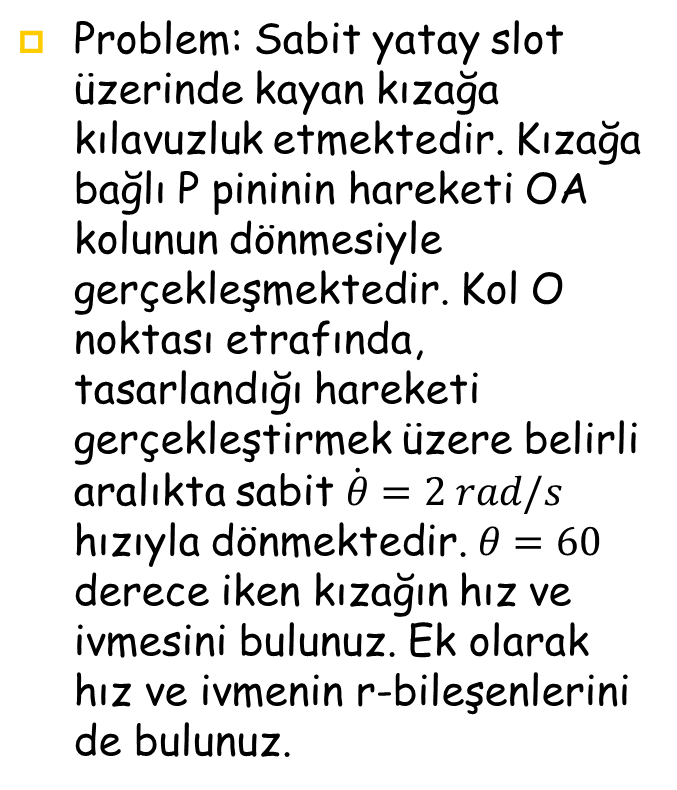 Problem: Sabit yatay slot
üzerinde kayan kızağa
kılavuzluk etmektedir. Kızağa
bağlı P pininin hareketi OA
kolunun dönmesiyle
gerçekleşmektedir. Kol O
noktası etrafında,
tasarlandığı hareketi
gerçekleştirmek üzere belirli
aralıkta sabit θ̇ = 2 rad/s
hızıyla dönmektedir. θ = 60
derece iken kızağın hız ve
ivmesini bulunuz. Ek olarak
hız ve ivmenin r-bileşenlerini
de bulunuz.